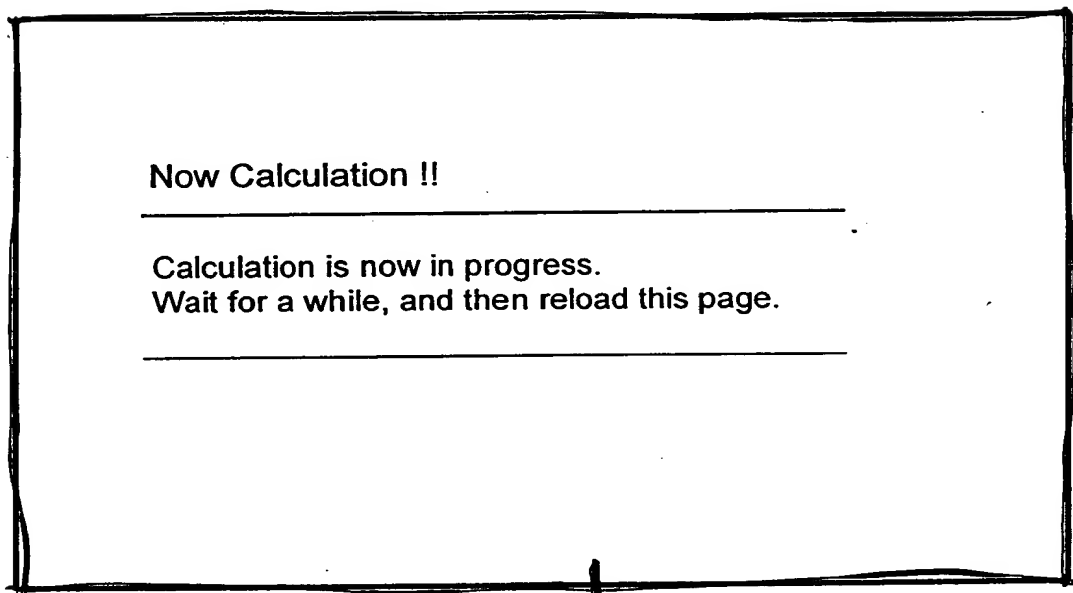 Now Calculation !!
Calculation is now in progress.
Wait for a while, and then reload this page.